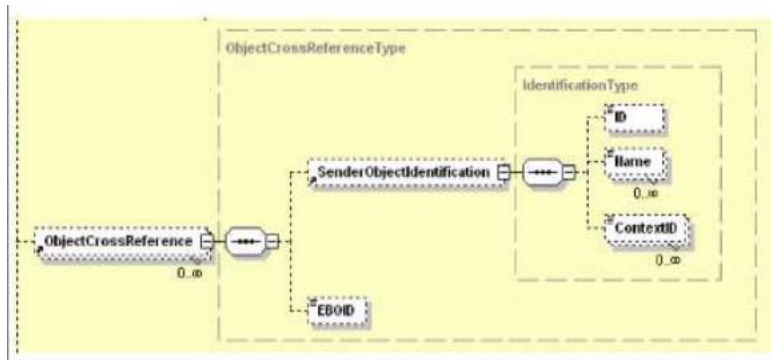 ObjectCrossReferenceType
IdentificationType
ID
Name
0..∞
SenderObjectIdentification
ContextID
0..∞
ObjectCrossReference
0..∞
EBOID